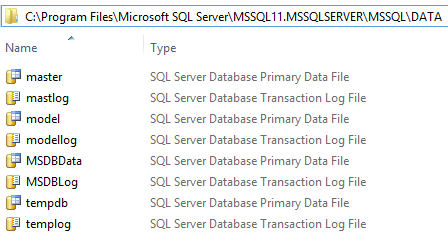 C:\Program Files\Microsoft SQL Server\MSSQL11.MSSQLSERVER\MSSQL\DATA
Name Type
master SQL Server Database Primary Data File
mastlog SQL Server Database Transaction Log File
model SQL Server Database Primary Data File
modellog SQL Server Database Transaction Log File
MSDBData SQL Server Database Primary Data File
MSDBLog SQL Server Database Transaction Log File
tempdb SQL Server Database Primary Data File
templog SQL Server Database Transaction Log File